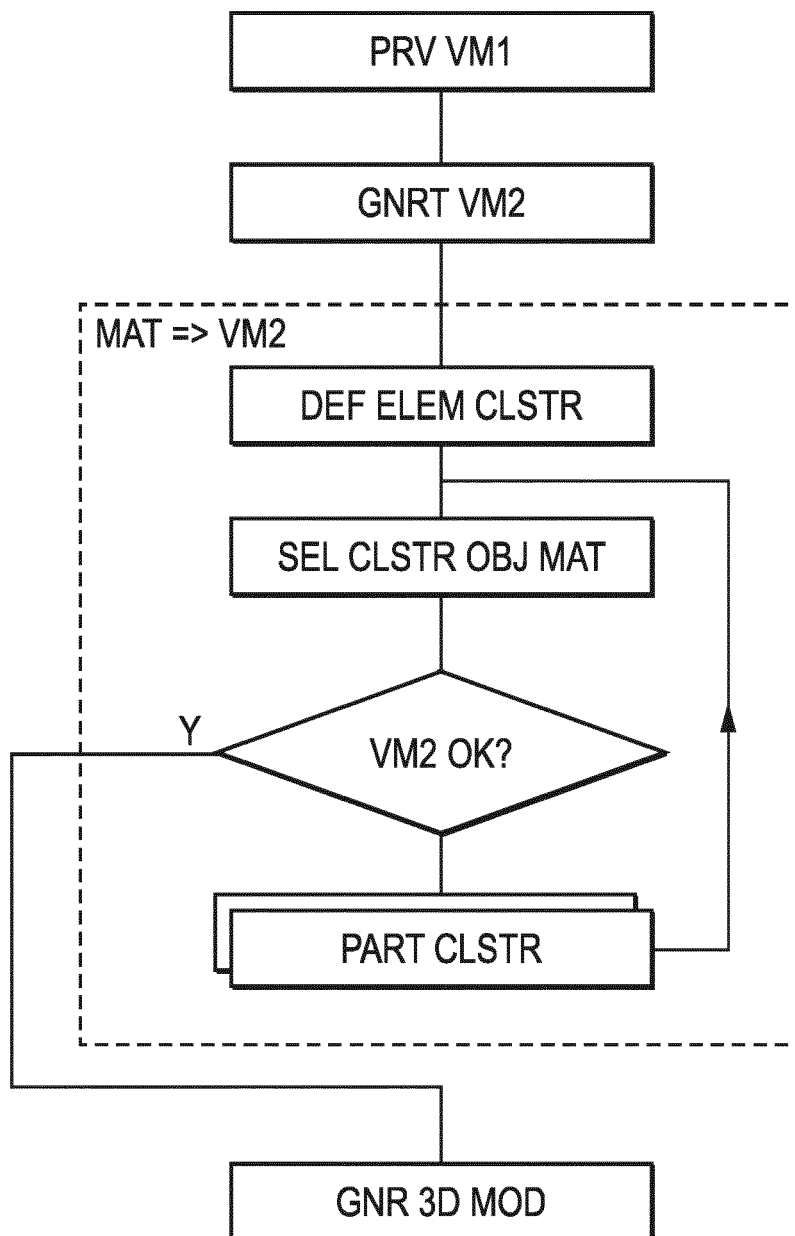 PRV VM1
GNRT VM2
MAT => VM2
DEF ELEM CLSTR
SEL CLSTR OBJ MAT
Y
VM2 OK?
PART CLSTR
GNR 3D MOD